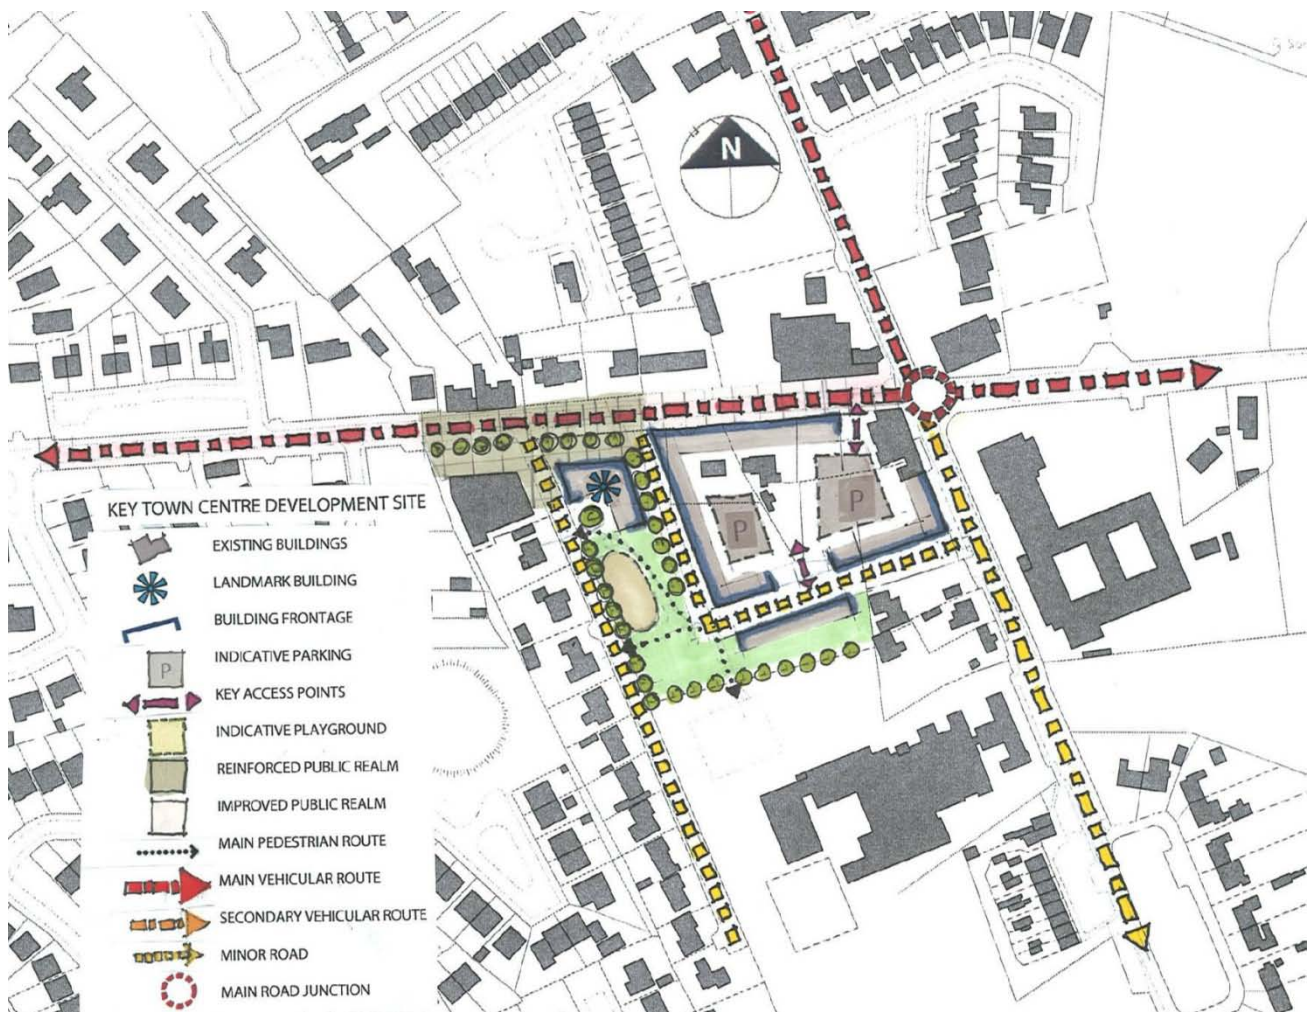 N
P
P
KEY TOWN CENTRE DEVELOPMENT SITE
EXISTING BUILDINGS
LANDMARK BUILDING
BUILDING FRONTAGE
P
INDICATIVE PARKING
KEY ACCESS POINTS
INDICATIVE PLAYGROUND
REINFORCED PUBLIC REALM
IMPROVED PUBLIC REALM
MAIN PEDESTRIAN ROUTE
MAIN VEHICULAR ROUTE
SECONDARY VEHICULAR ROUTE
MINOR ROAD
MAIN ROAD JUNCTION